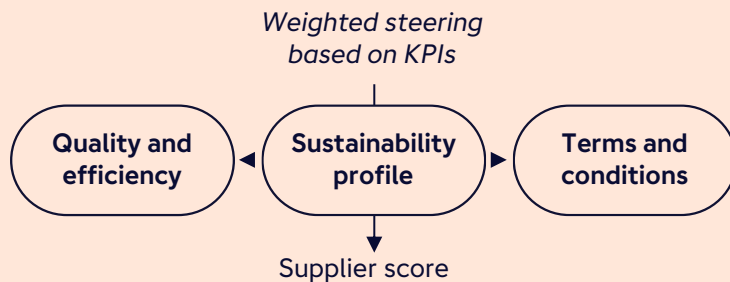 Weighted steering
based on KPIs
Quality and
efficiency
Sustainability
profile
Terms and
conditions
Supplier score